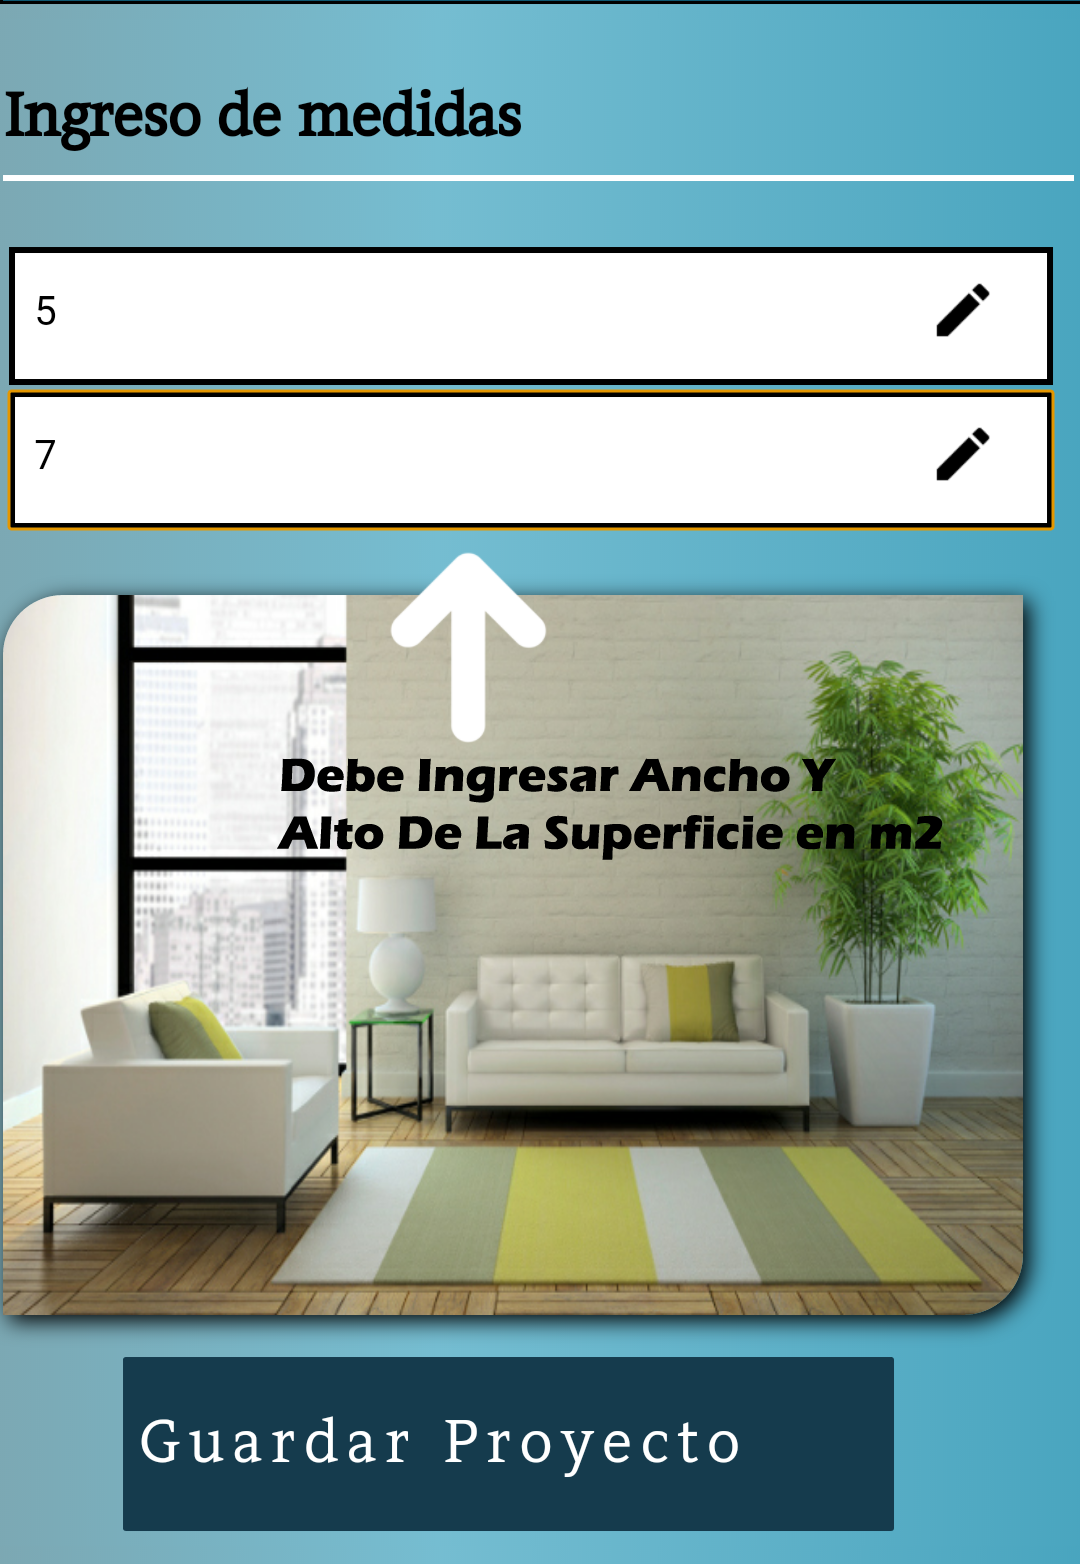 Ingreso de medidas
5
7
Debe Ingresar Ancho Y
Alto De La Superficie en m2
Guardar Proyecto